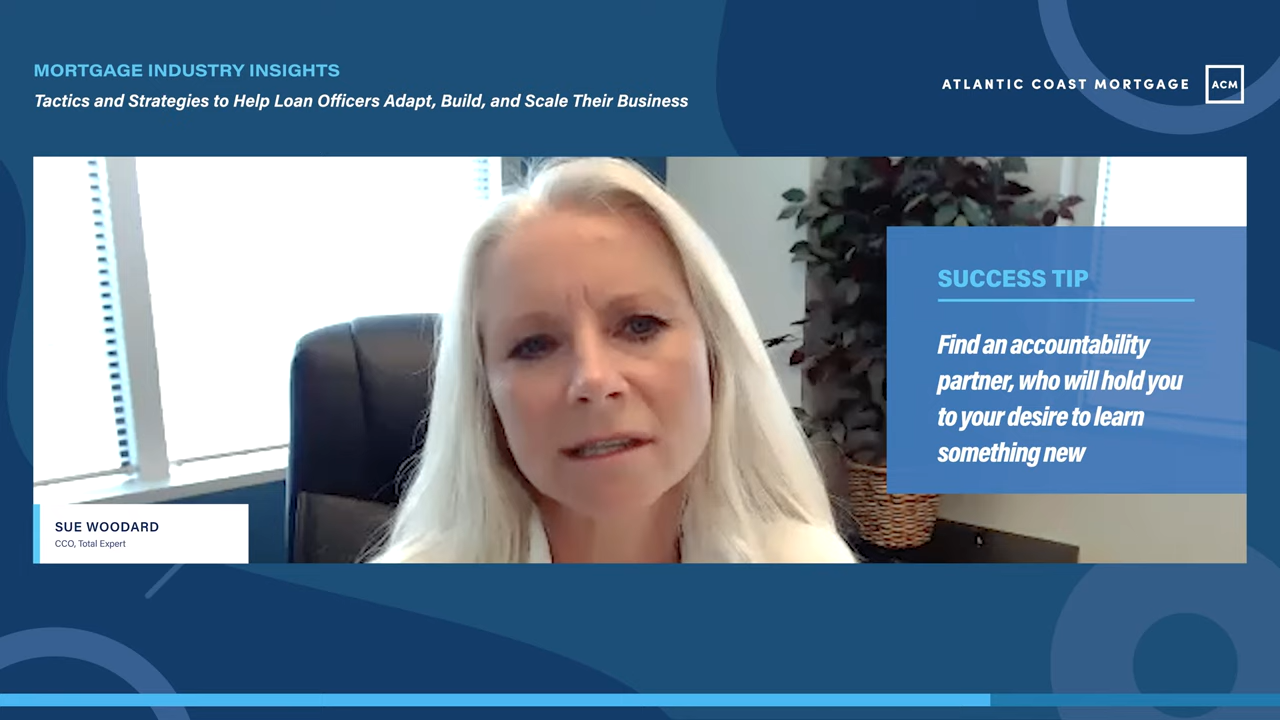 MORTGAGE INDUSTRY INSIGHTS
Tactics and Strategies to Help Loan Officers Adapt, Build, and Scale Their Business
ATLANTIC COAST MORTGAGE
ACM
SUCCESS TIP
Find an accountability
partner, who will hold you
to your desire to learn
something new
SUE WOODARD
CCO, Total Expert